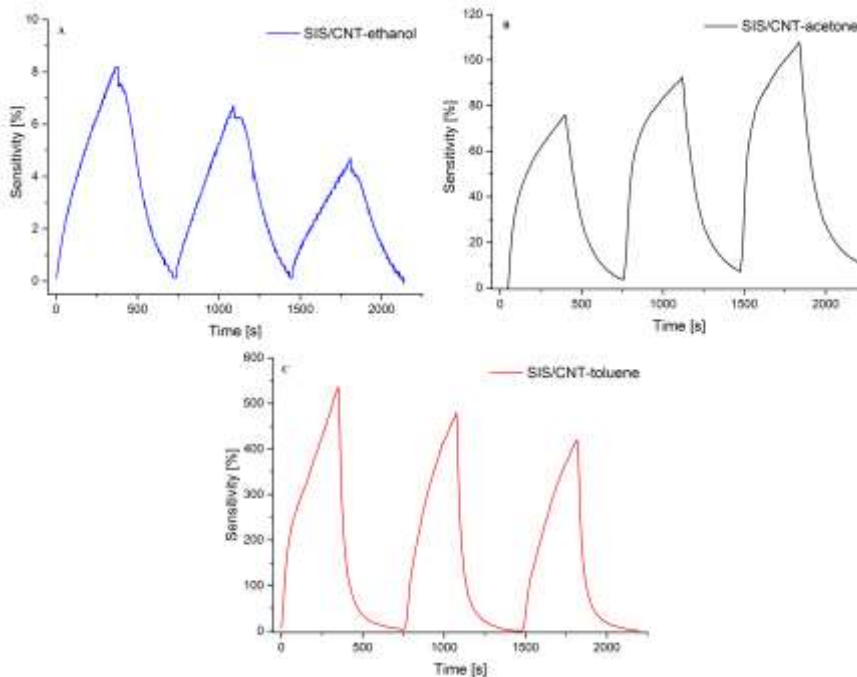 A
SIS/CNT-ethanol
10
8
6
4
2
0
Sensitivity [%]
0 500 1000 1500 2000
Time [s]
B
SIS/CNT-acetone
120
100
80
60
40
20
0
Sensitivity [%]
0 500 1000 1500 2000
Time [s]
C
SIS/CNT-toluene
600
500
400
300
200
100
0
Sensitivity [%]
0 500 1000 1500 2000
Time [s]